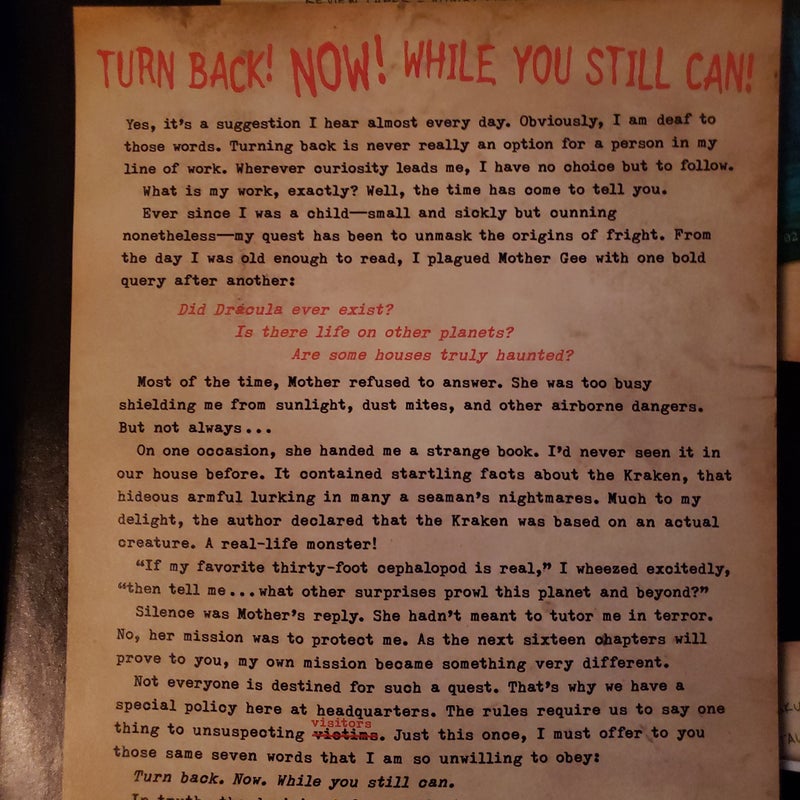 TURN BACK! NOW! WHILE YOU STILL CAN!
Yes, it's a suggestion I hear almost every day. Obviously, I am deaf to
those words. Turning back is never really an option for a person in my
line of work. Wherever curiosity leads me, I have no choice but to follow.
What is my work, exactly? Well, the time has come to tell you.
Ever since I was a child—small and sickly but cunning
nonetheless—my quest has been to unmask the origins of fright. From
the day I was old enough to read, I plagued Mother Gee with one bold
query after another:
Did Dracula ever exist?
Is there life on other planets?
Are some houses truly haunted?
Most of the time, Mother refused to answer. She was too busy
shielding me from sunlight, dust mites, and other airborne dangers.
But not always...
On one occasion, she handed me a strange book. I'd never seen it in
our house before. It contained startling facts about the Kraken, that
hideous armful lurking in many a seaman's nightmares. Much to my
delight, the author declared that the Kraken was based on an actual
creature. A real-life monster!
"If my favorite thirty-foot cephalopod is real," I wheezed excitedly,
"then tell me...what other surprises prowl this planet and beyond?"
Silence was Mother's reply. She hadn't meant to tutor me in terror.
No, her mission was to protect me. As the next sixteen chapters will
prove to you, my own mission became something very different.
Not everyone is destined for such a quest. That's why we have a
special policy here at headquarters. The rules require us to say one
visitors
thing to unsuspecting victims. Just this once, I must offer to you
those same seven words that I am so unwilling to obey:
Turn back. Now. While you still can.